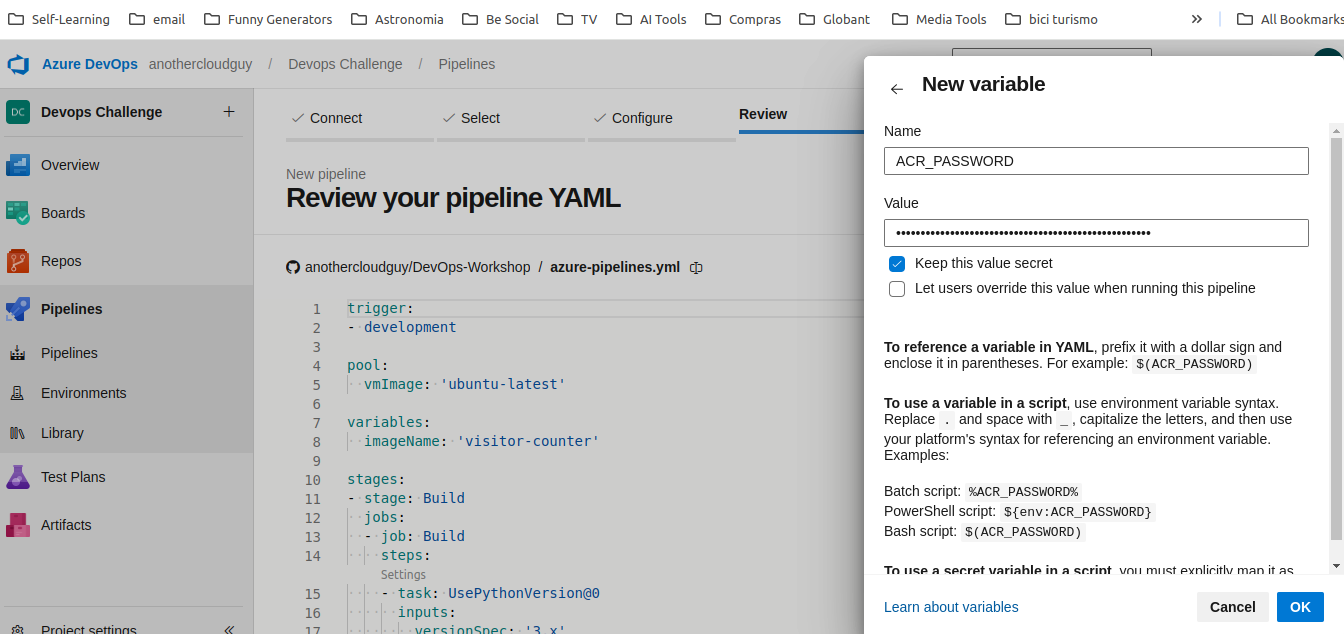 Self-Learning email Funny Generators Astronomia Be Social TV AI Tools Compras Globant Media Tools bici turismo » All Bookmarks
Azure DevOps anothercloudguy / Devops Challenge / Pipelines
DC Devops Challenge +
Overview
Boards
Repos
Pipelines
Pipelines
Environments
Library
Test Plans
Artifacts
Project settings «
Connect Select Configure Review
New pipeline
Review your pipeline YAML
anothercloudguy/DevOps-Workshop / azure-pipelines.yml
1 trigger:
2 - development
3
4 pool:
5 vmImage: 'ubuntu-latest'
6
7 variables:
8 imageName: 'visitor-counter'
9
10 stages:
11 - stage: Build
12 jobs:
13 - job: Build
14 steps:
Settings
15 - task: UsePythonVersion@0
16 inputs:
17 versionSpec: '3.x'
← New variable
Name
ACR_PASSWORD
Value
••••••••••••••••••••••••••••••••••••••••••••••••••••
Keep this value secret
Let users override this value when running this pipeline
To reference a variable in YAML, prefix it with a dollar sign and
enclose it in parentheses. For example: $(ACR_PASSWORD)
To use a variable in a script, use environment variable syntax.
Replace . and space with _, capitalize the letters, and then use
your platform's syntax for referencing an environment variable.
Examples:
Batch script: %ACR_PASSWORD%
PowerShell script: ${env:ACR_PASSWORD}
Bash script: $(ACR_PASSWORD)
To use a secret variable in a script, you must explicitly map it as
Learn about variables Cancel OK